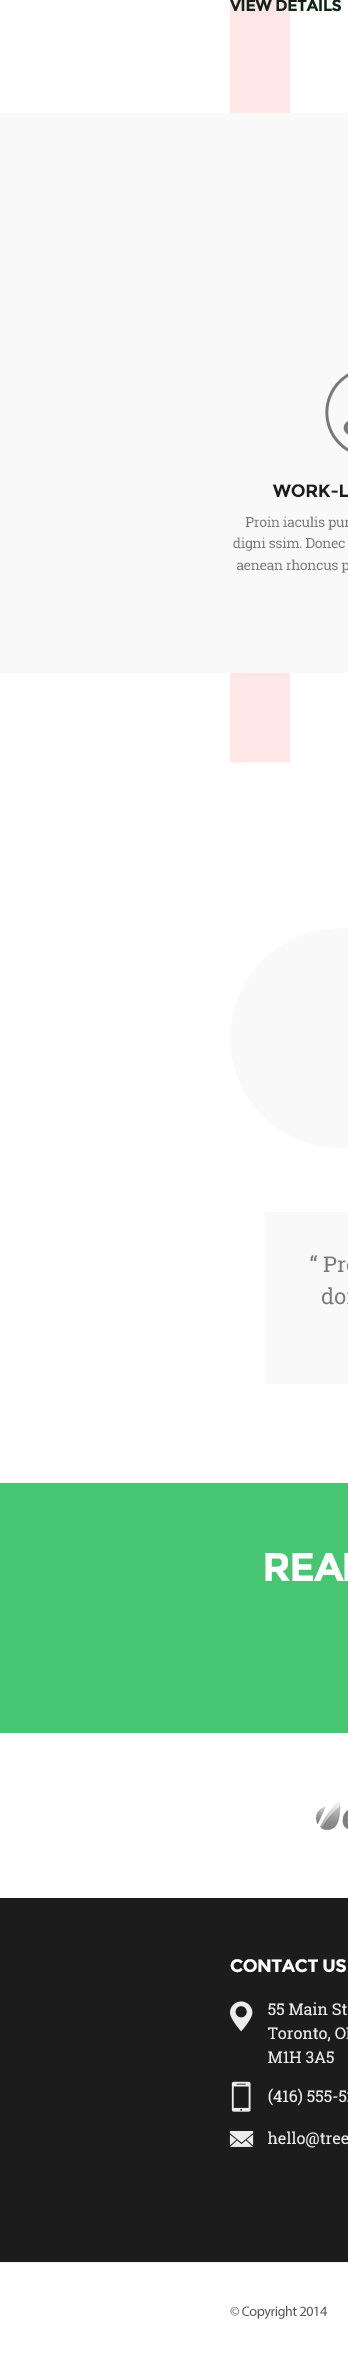 VIEW DETAILS
WORK-L
Proin iaculis pur
digni ssim. Donec
aenean rhoncus p
“ Pr
do
REA
CONTACT US
55 Main St
Toronto, O
M1H 3A5
(416) 555-5
hello@tree
© Copyright 2014